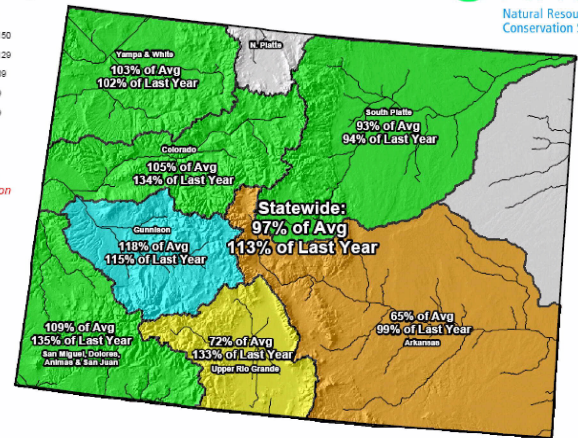 Natural Resou
Conservation S
150
129
on
N. Platte
Yampa & White
103% of Avg
102% of Last Year
South Platte
93% of Avg
94% of Last Year
Colorado
105% of Avg
134% of Last Year
Statewide:
97% of Avg
113% of Last Year
Gunnison
118% of Avg
115% of Last Year
109% of Avg
135% of Last Year
San Miguel, Dolores,
Animas & San Juan
72% of Avg
133% of Last Year
Upper Rio Grande
65% of Avg
99% of Last Year
Arkansas